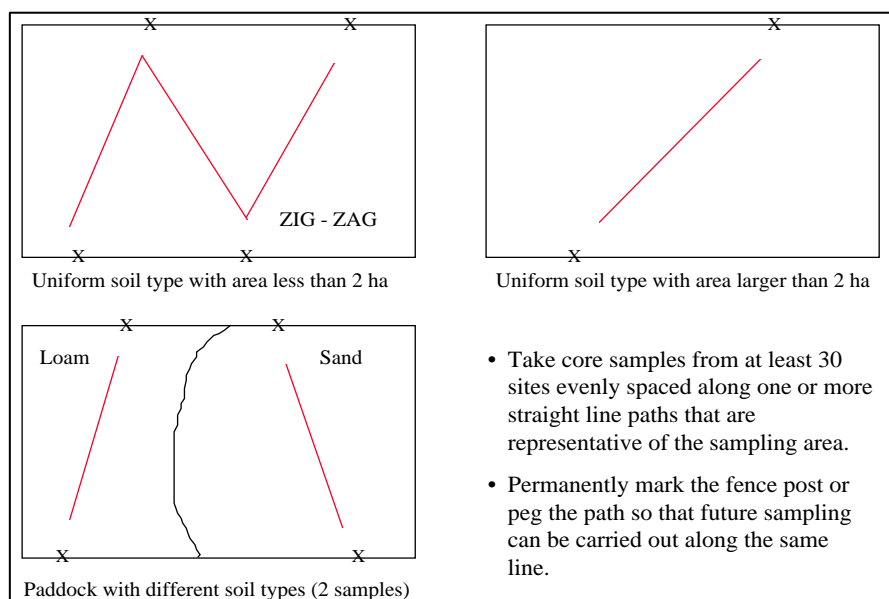 X X
ZIG - ZAG
X X
Uniform soil type with area less than 2 ha
X
X
Uniform soil type with area larger than 2 ha
X X
Loam Sand
X X
Paddock with different soil types (2 samples)
• Take core samples from at least 30
sites evenly spaced along one or more
straight line paths that are
representative of the sampling area.
• Permanently mark the fence post or
peg the path so that future sampling
can be carried out along the same
line.